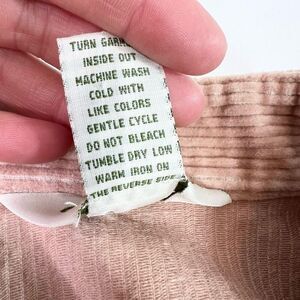 TURN GAR
INSIDE OUT
MACHINE WASH
COLD WITH
LIKE COLORS
GENTLE CYCLE
DO NOT BLEACH
TUMBLE DRY LOW
WARM IRON ON
THE REVERSE SIDE